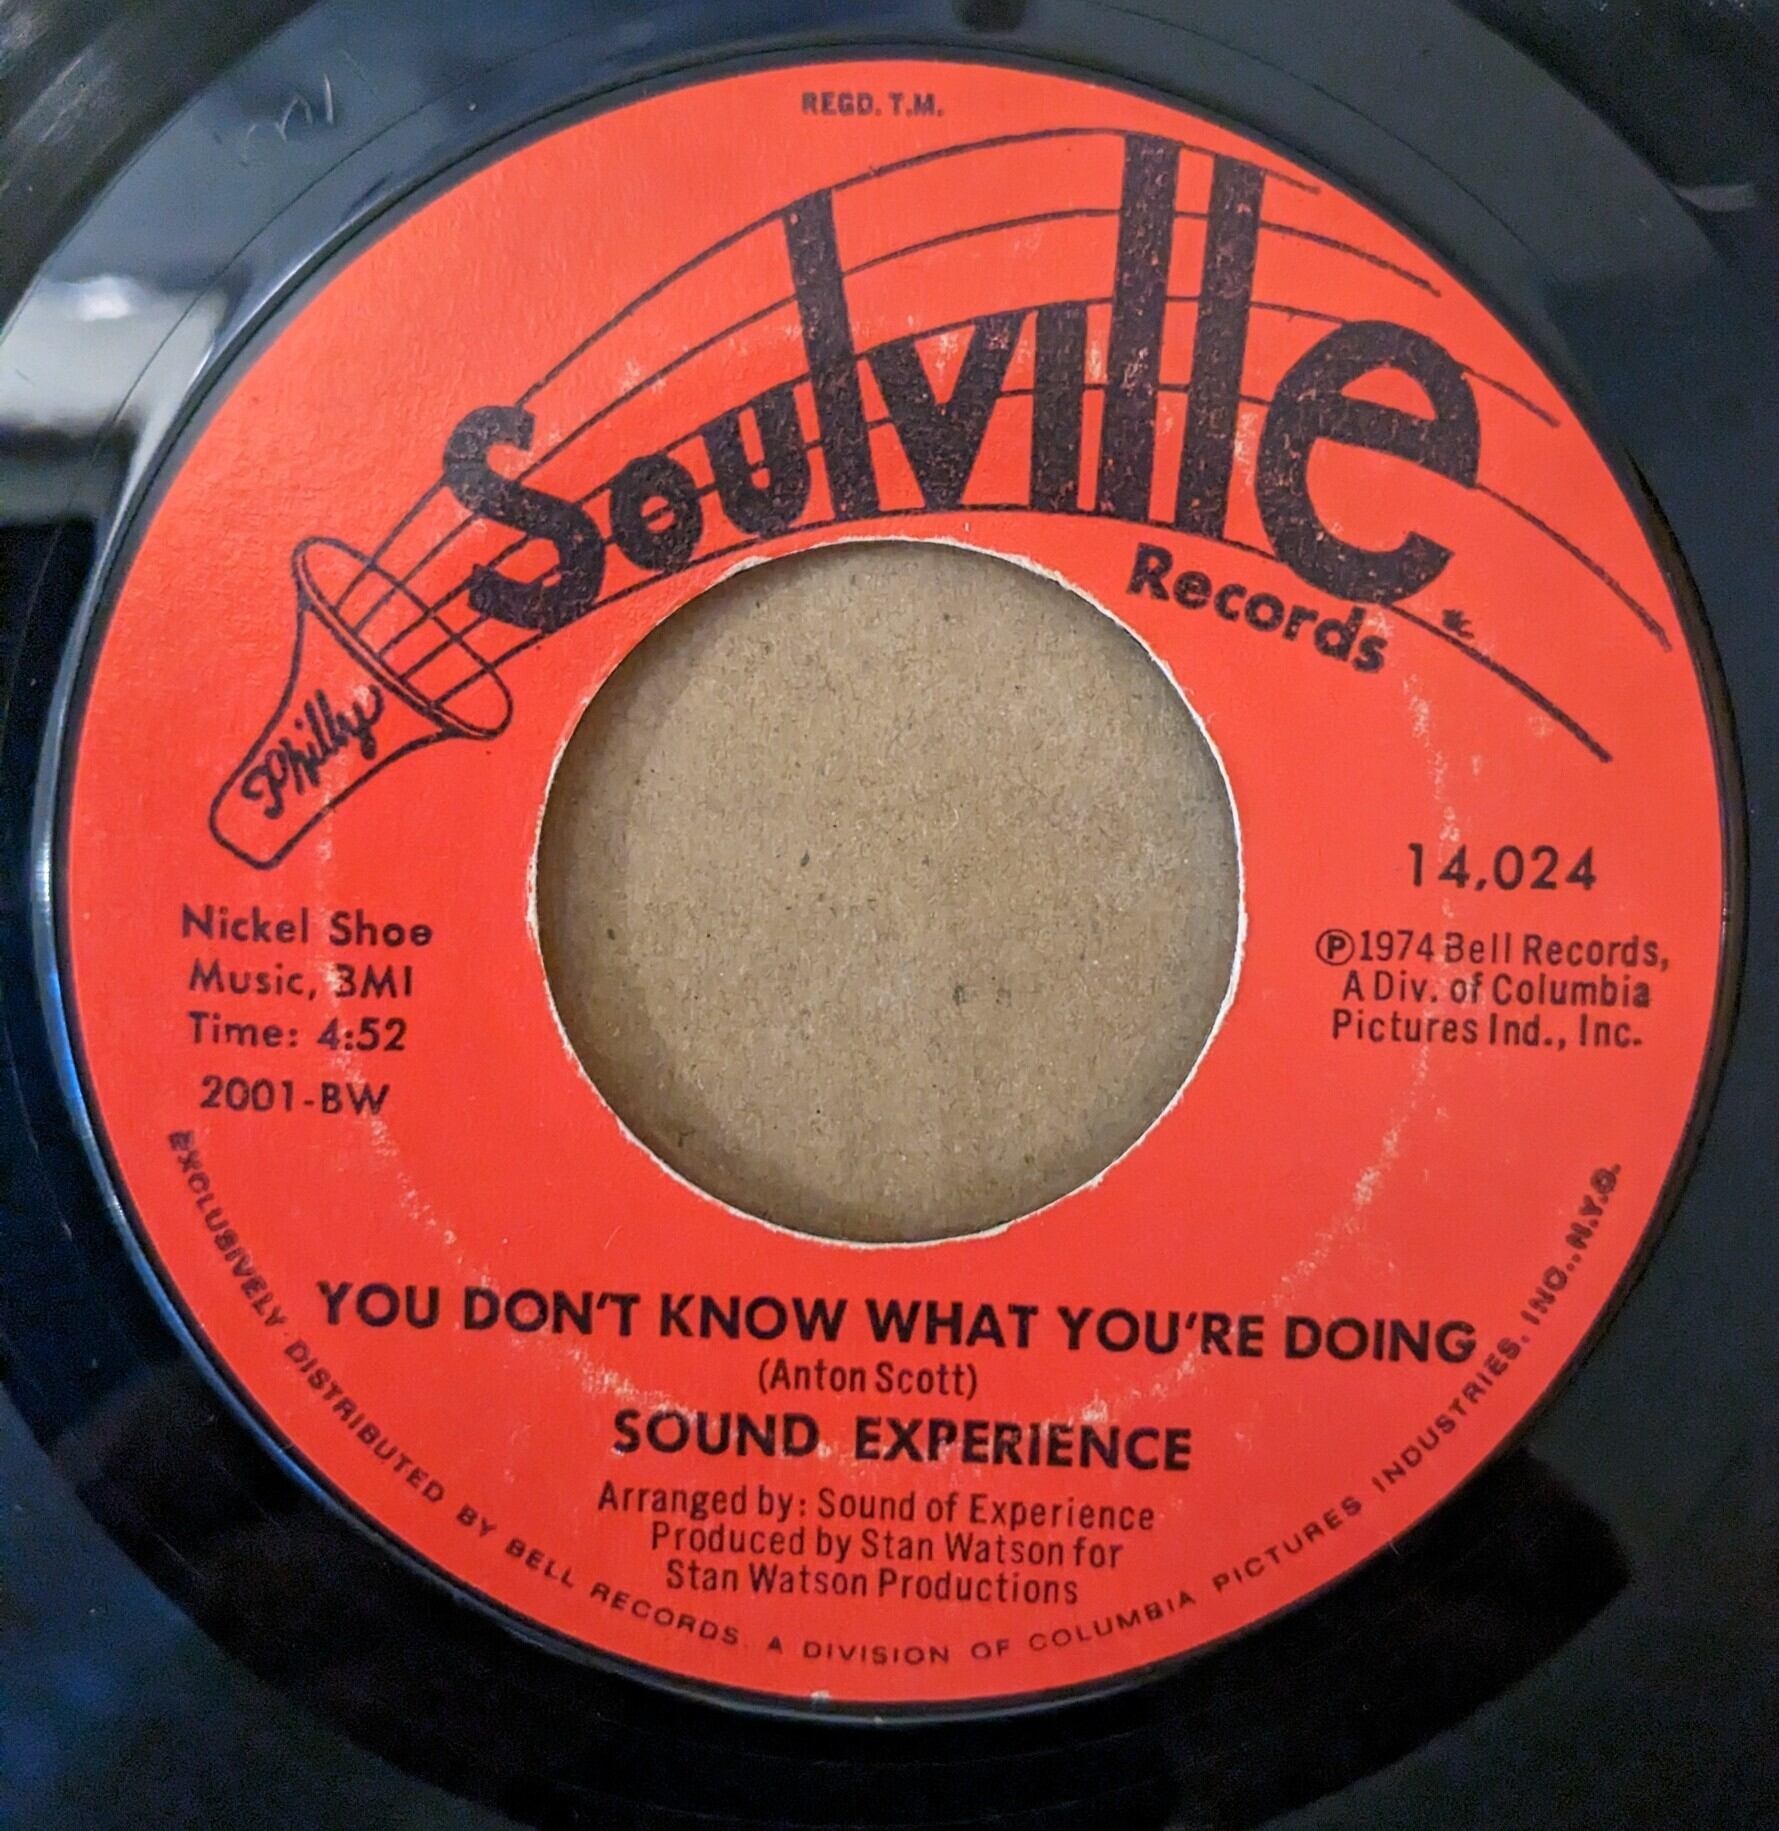 REGD. T.M.
Soulville
Records
Philly
14,024
Nickel Shoe
Music, BMI
Time: 4:52
2001-BW
Ⓟ1974 Bell Records,
A Div. of Columbia
Pictures Ind., Inc.
YOU DON'T KNOW WHAT YOU'RE DOING
(Anton Scott)
SOUND EXPERIENCE
Arranged by: Sound of Experience
Produced by Stan Watson for
Stan Watson Productions
EXCLUSIVELY DISTRIBUTED BY BELL RECORDS. A DIVISION OF COLUMBIA PICTURES INDUSTRIES, INC., N.Y.C.